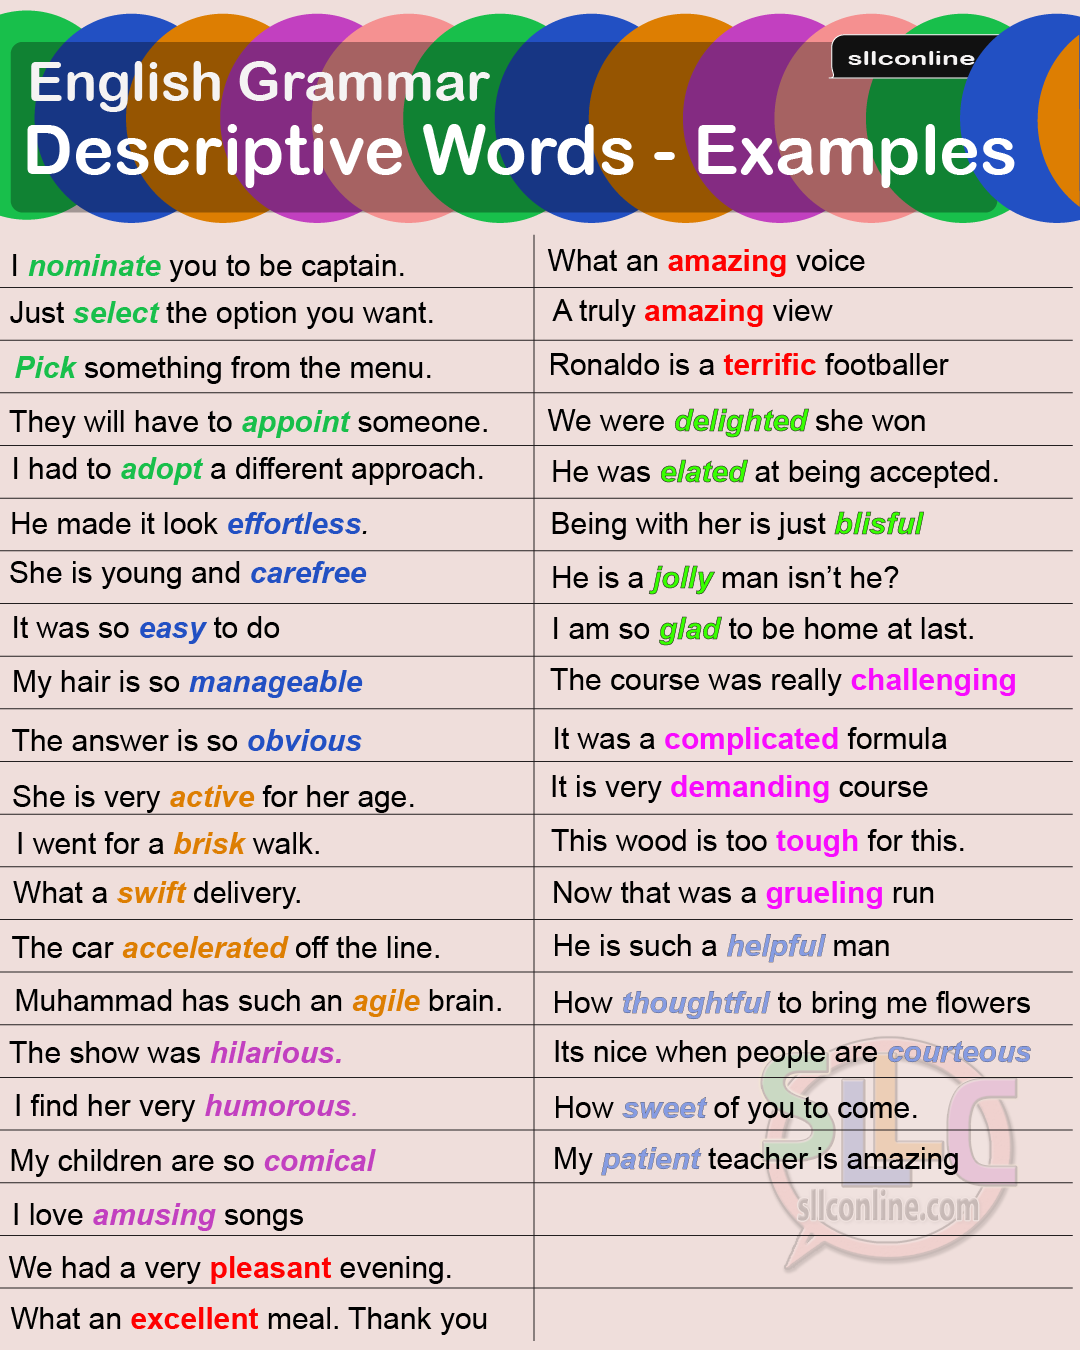 sllconline
English Grammar
Descriptive Words - Examples
I nominate you to be captain.
Just select the option you want.
Pick something from the menu.
They will have to appoint someone.
I had to adopt a different approach.
He made it look effortless.
She is young and carefree
It was so easy to do
My hair is so manageable
The answer is so obvious
She is very active for her age.
I went for a brisk walk.
What a swift delivery.
The car accelerated off the line.
Muhammad has such an agile brain.
The show was hilarious.
I find her very humorous.
My children are so comical
I love amusing songs
We had a very pleasant evening.
What an excellent meal. Thank you
What an amazing voice
A truly amazing view
Ronaldo is a terrific footballer
We were delighted she won
He was elated at being accepted.
Being with her is just blisful
He is a jolly man isn’t he?
I am so glad to be home at last.
The course was really challenging
It was a complicated formula
It is very demanding course
This wood is too tough for this.
Now that was a grueling run
He is such a helpful man
How thoughtful to bring me flowers
Its nice when people are courteous
How sweet of you to come.
My patient teacher is amazing
SLLC
sllconline.com